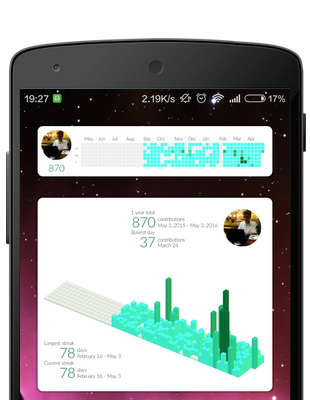 19:27 2.19K/s 17%
May Jun Jul Aug Sep Oct Nov Dec Jan Feb Mar Apr
870
1 year total
870 contributions
May 3, 2015 - May 3, 2016
Busiest day
37 contributions
March 24
Longest streak
78 days
February 16 - May 3
Current streak
78 days
February 16 - May 3